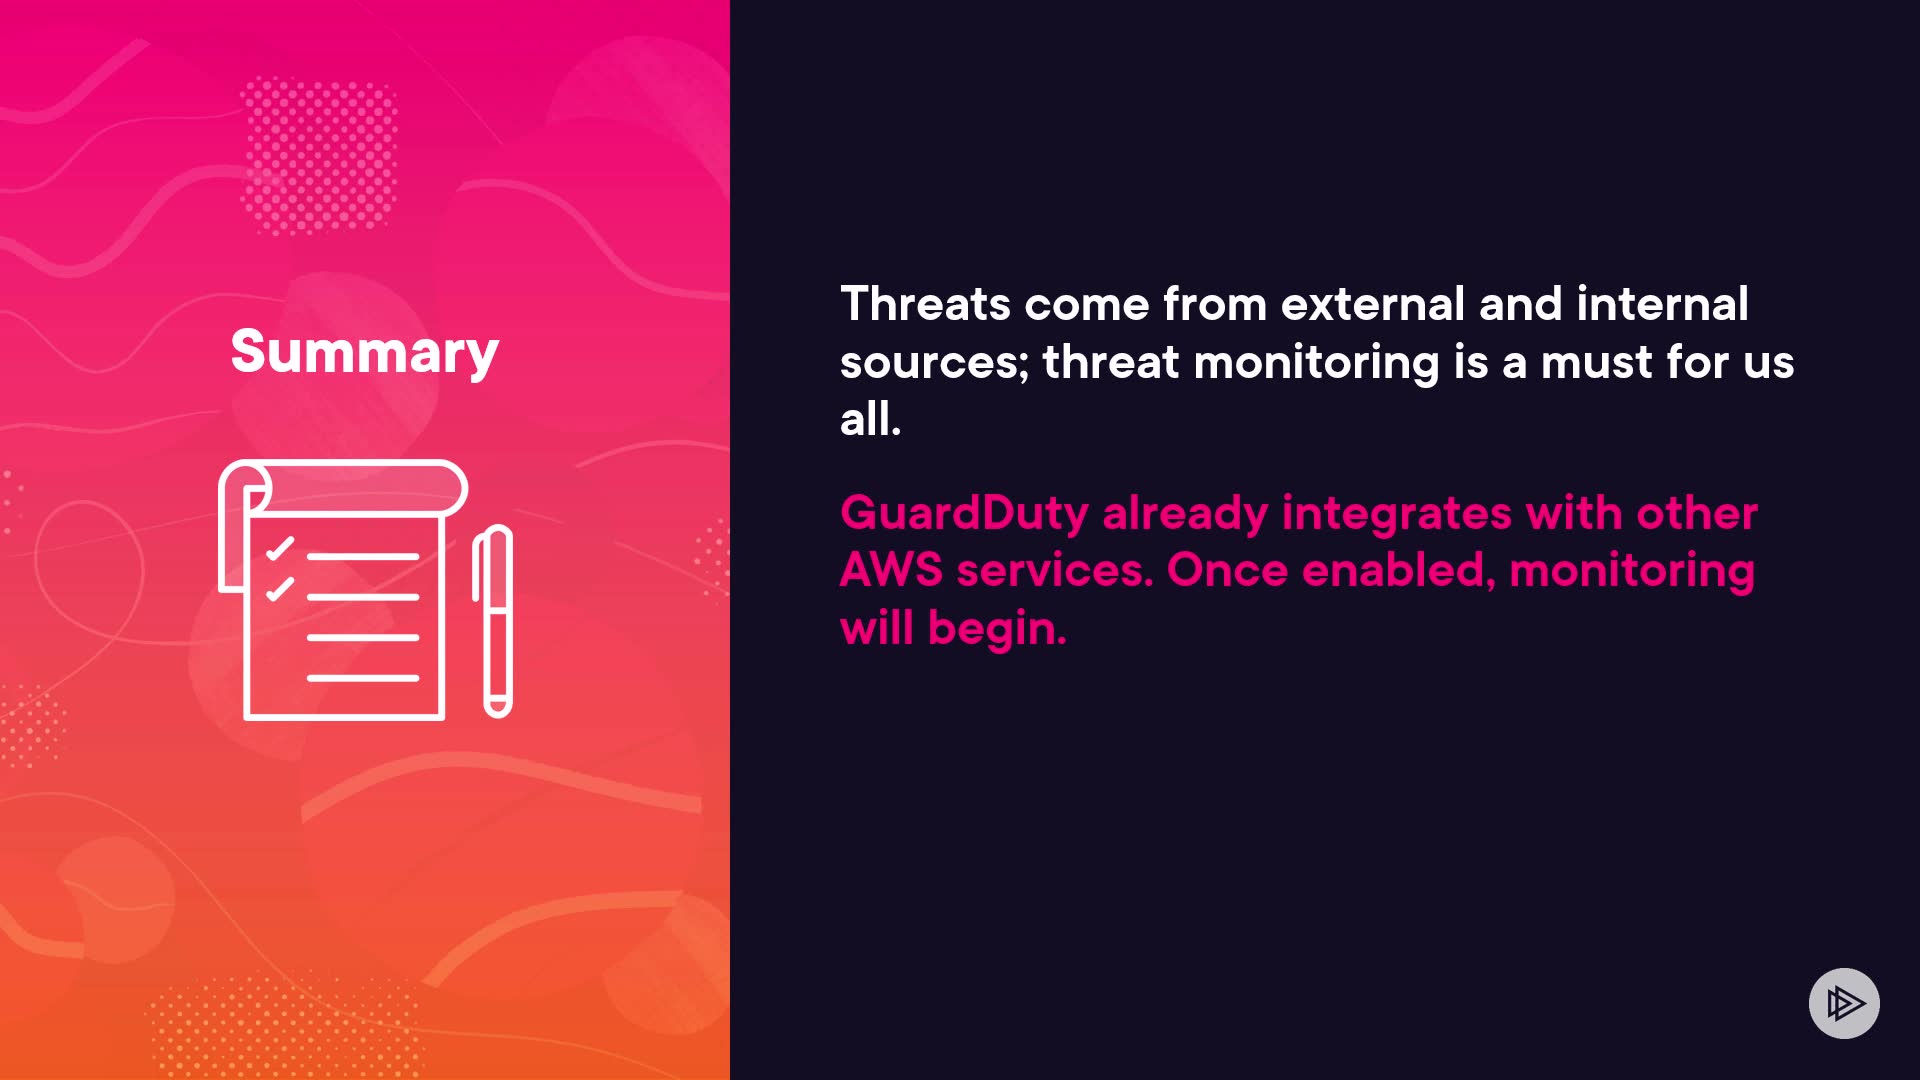 Summary
Threats come from external and internal
sources; threat monitoring is a must for us
all.
GuardDuty already integrates with other
AWS services. Once enabled, monitoring
will begin.